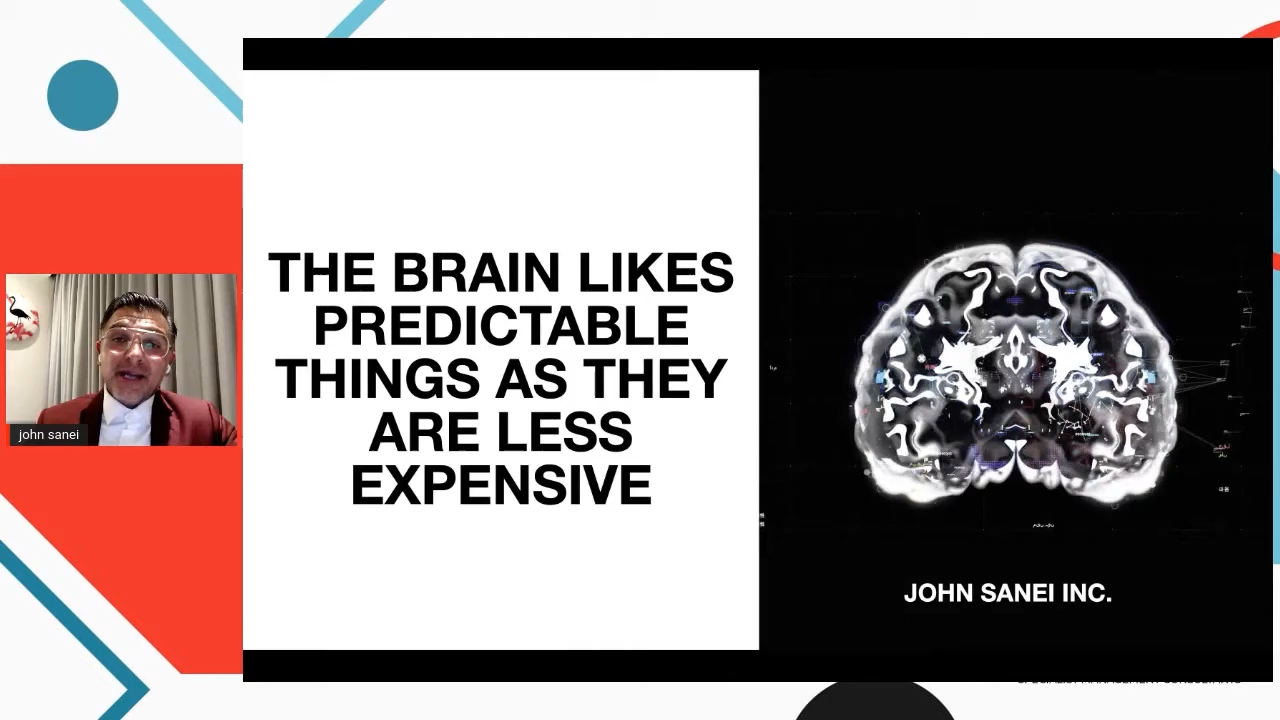 THE BRAIN LIKES
PREDICTABLE
THINGS AS THEY
ARE LESS
EXPENSIVE
john sanei
JOHN SANEI INC.